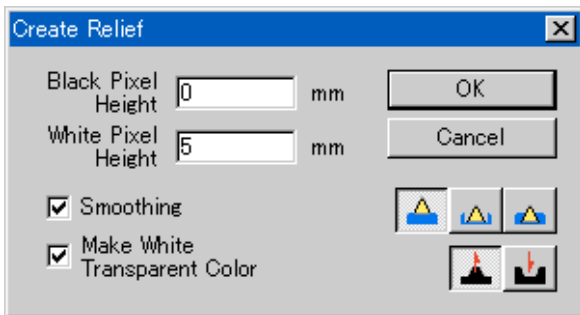 Create Relief
Black Pixel
Height
0
mm
OK
White Pixel
Height
5
mm
Cancel
Smoothing
Make White
Transparent Color